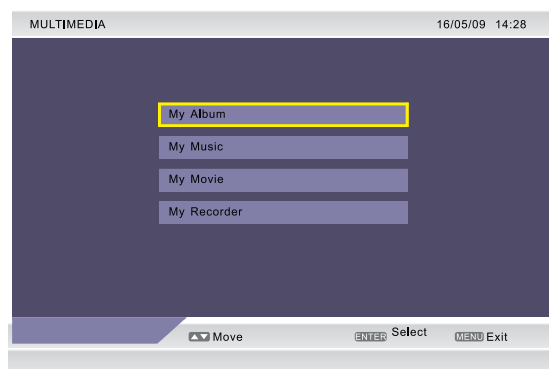 MULTIMEDIA 16/05/09 14:28
My Album
My Music
My Movie
My Recorder
▲▼ Move ENTER Select MENU Exit